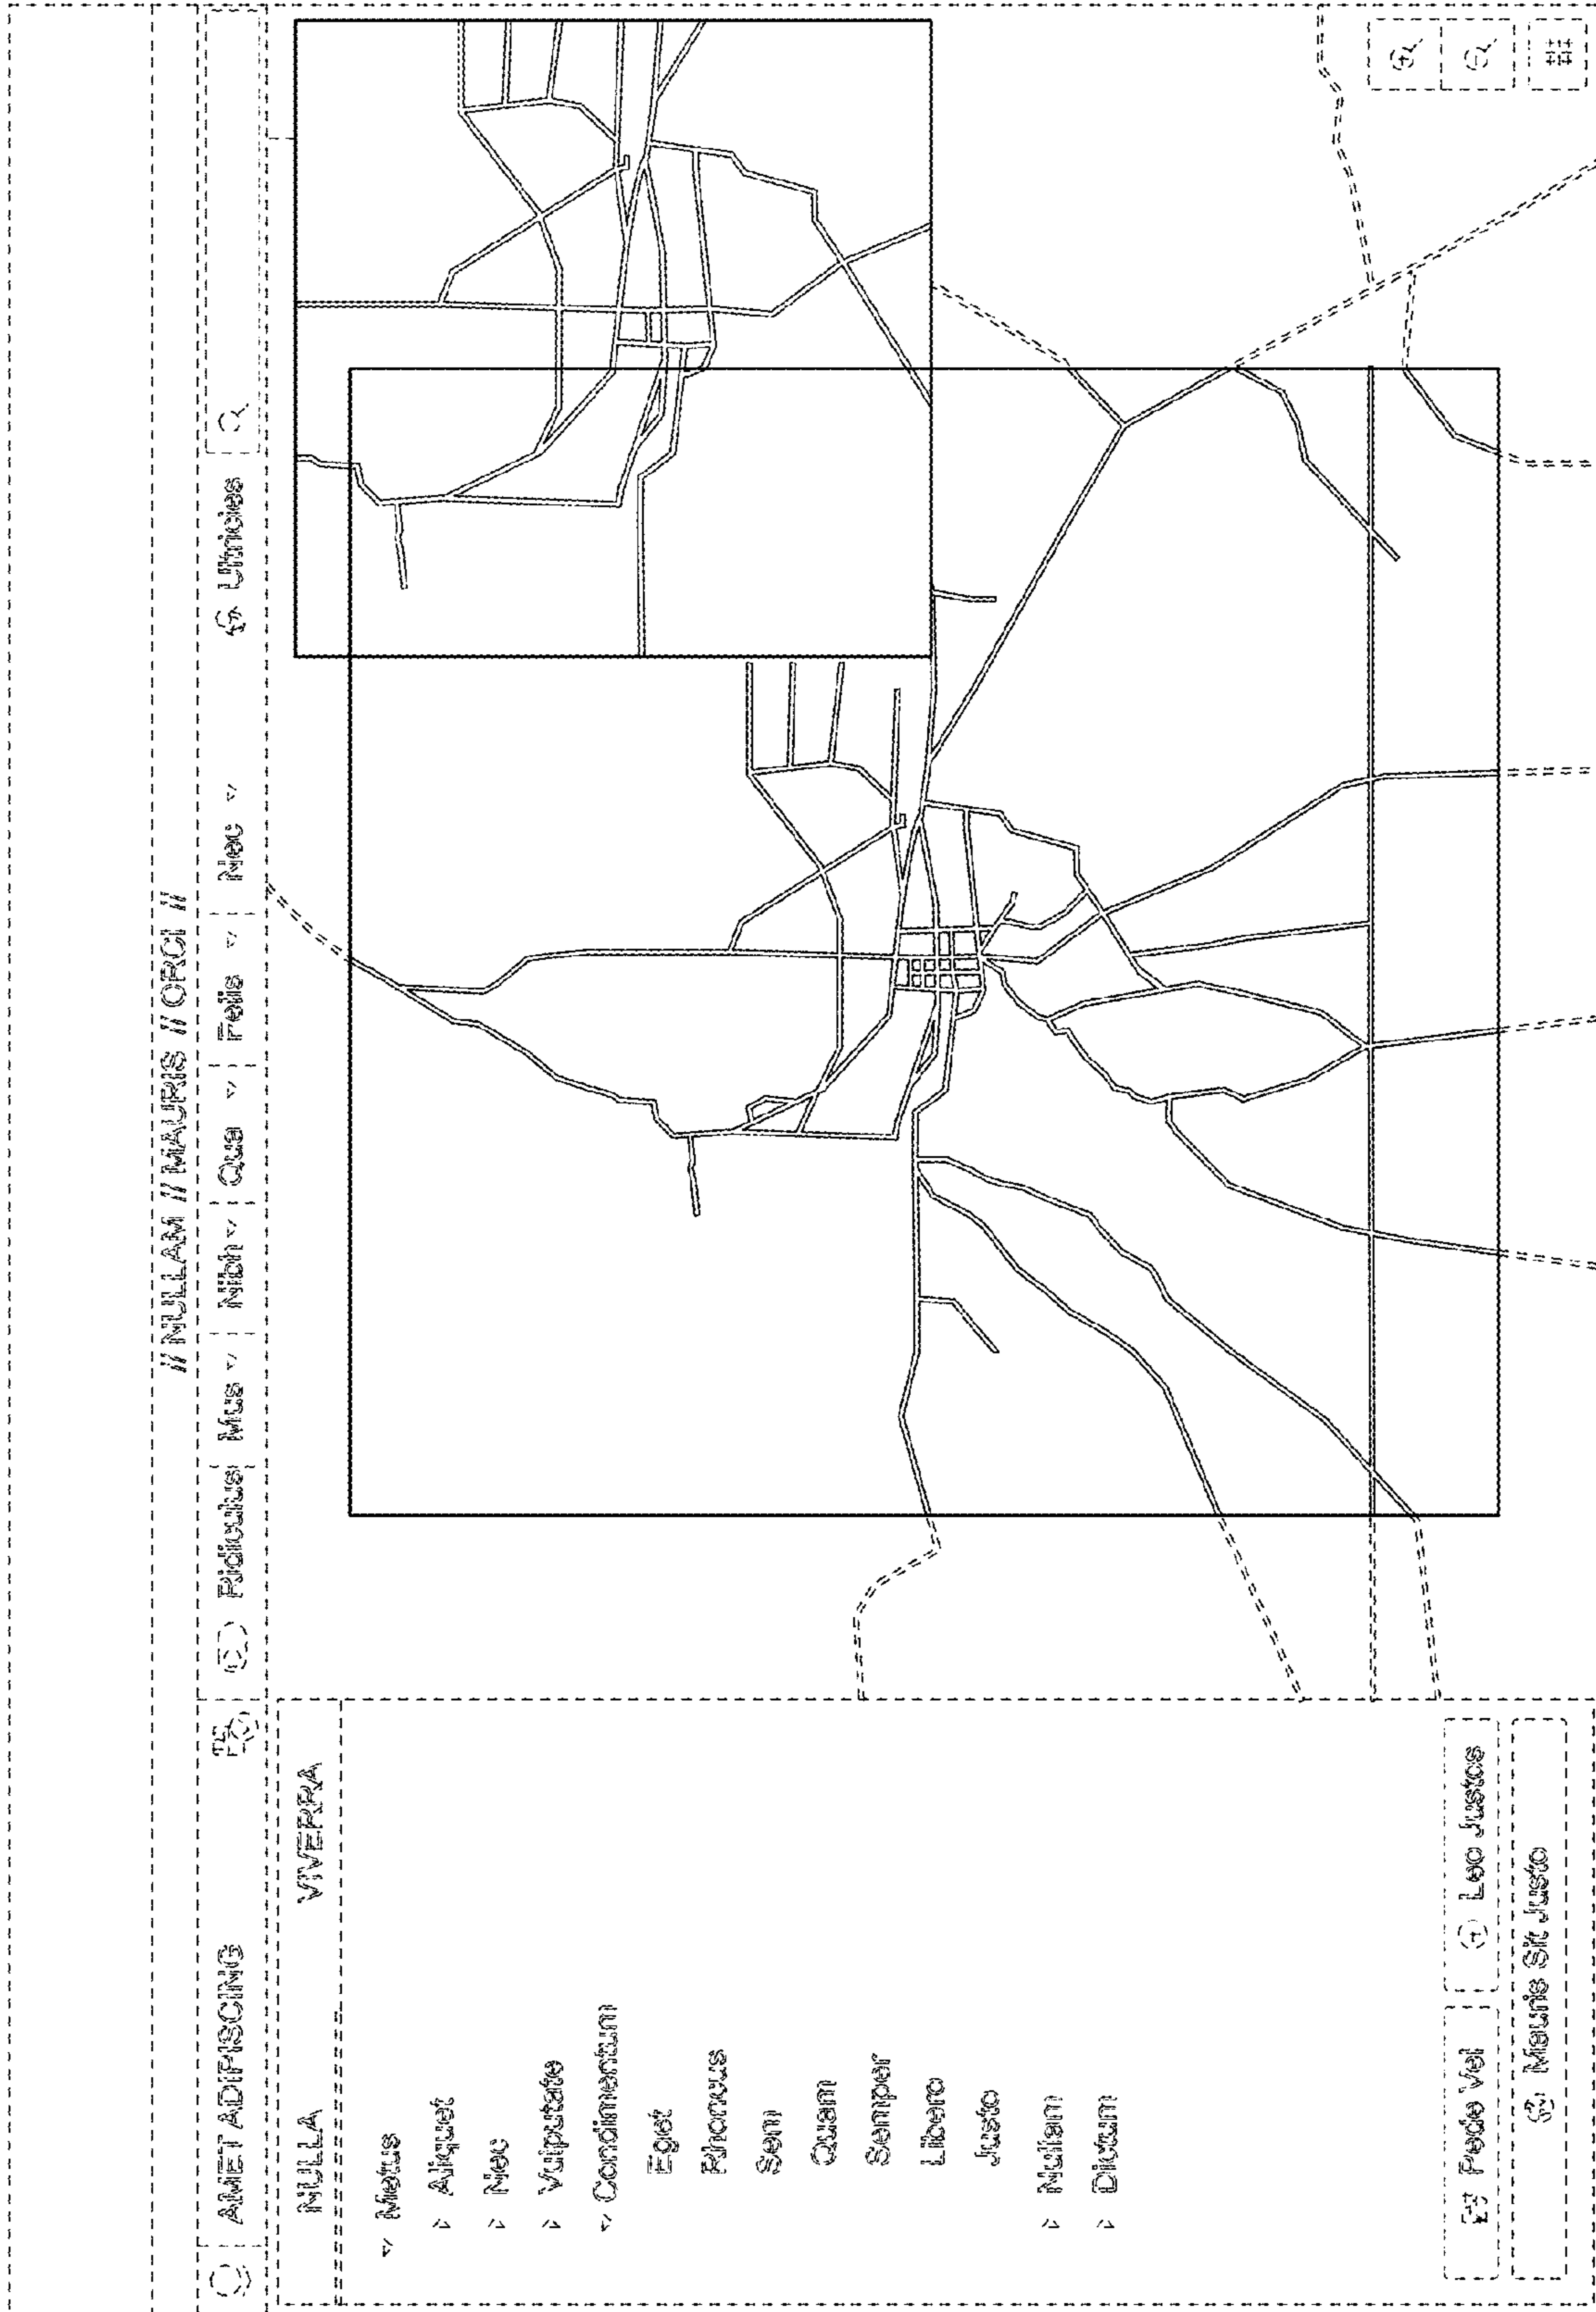 // NULLAM // MAURIS // ORCI //
AMET ADIPISCING
Ridiculus Mus Nibh Qua Felis Nec Ultricies
NULLA VIVERRA
Metus
Aliquet
Nec
Vulputate
Condimentum
Eget
Rhoncus
Sem
Quam
Semper
Libero
Justo
Nullam
Dictum
Pede Vel Leo Justos
Mauris Sit Justo